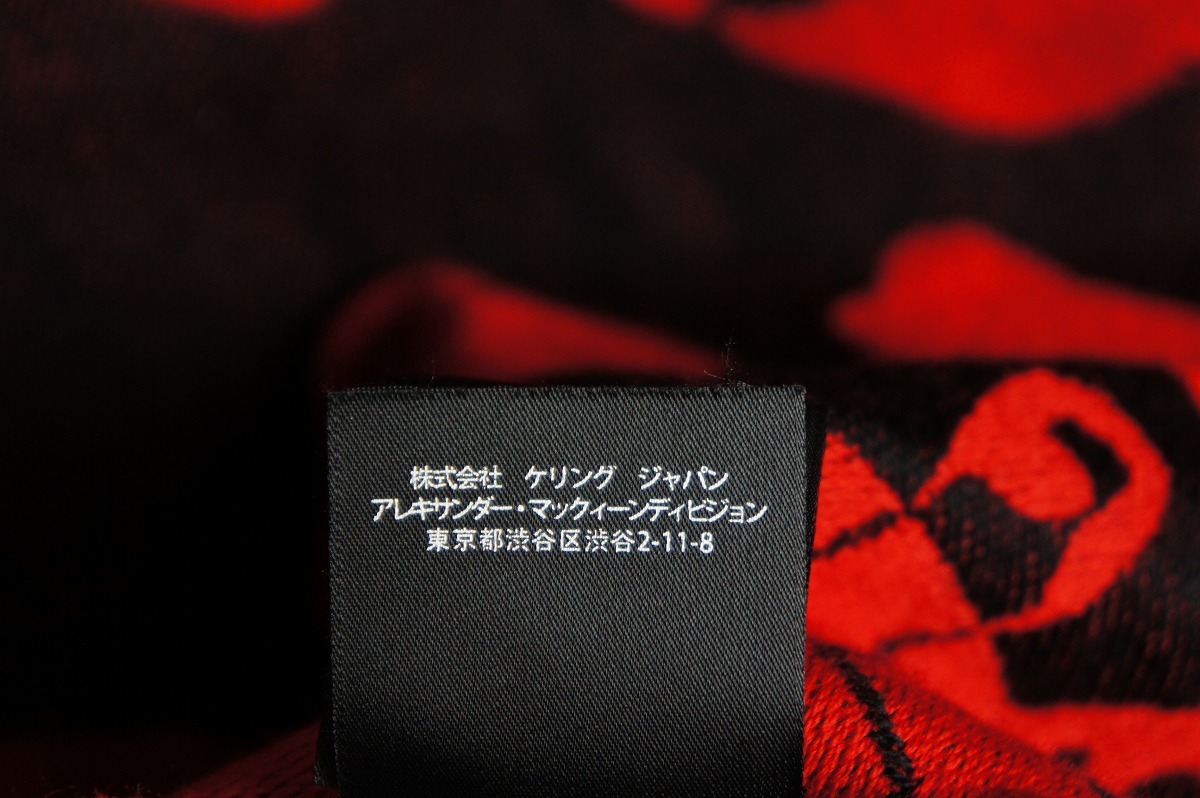 株式会社 ケリング ジャパン
アレキサンダー・マックィーンディビジョン
東京都渋谷区渋谷2-11-8